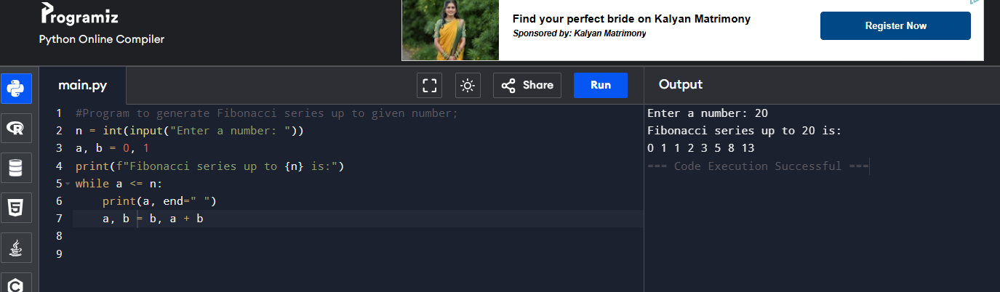 Programiz
Python Online Compiler
Find your perfect bride on Kalyan Matrimony
Sponsored by: Kalyan Matrimony
Register Now
main.py
Share
Run
Output
1 #Program to generate Fibonacci series up to given number;
2 n = int(input("Enter a number: "))
3 a, b = 0, 1
4 print(f"Fibonacci series up to {n} is:")
5 while a <= n:
6     print(a, end=" ")
7     a, b = b, a + b
8
9
Enter a number: 20
Fibonacci series up to 20 is:
0 1 1 2 3 5 8 13
=== Code Execution Successful ===
R
5
C